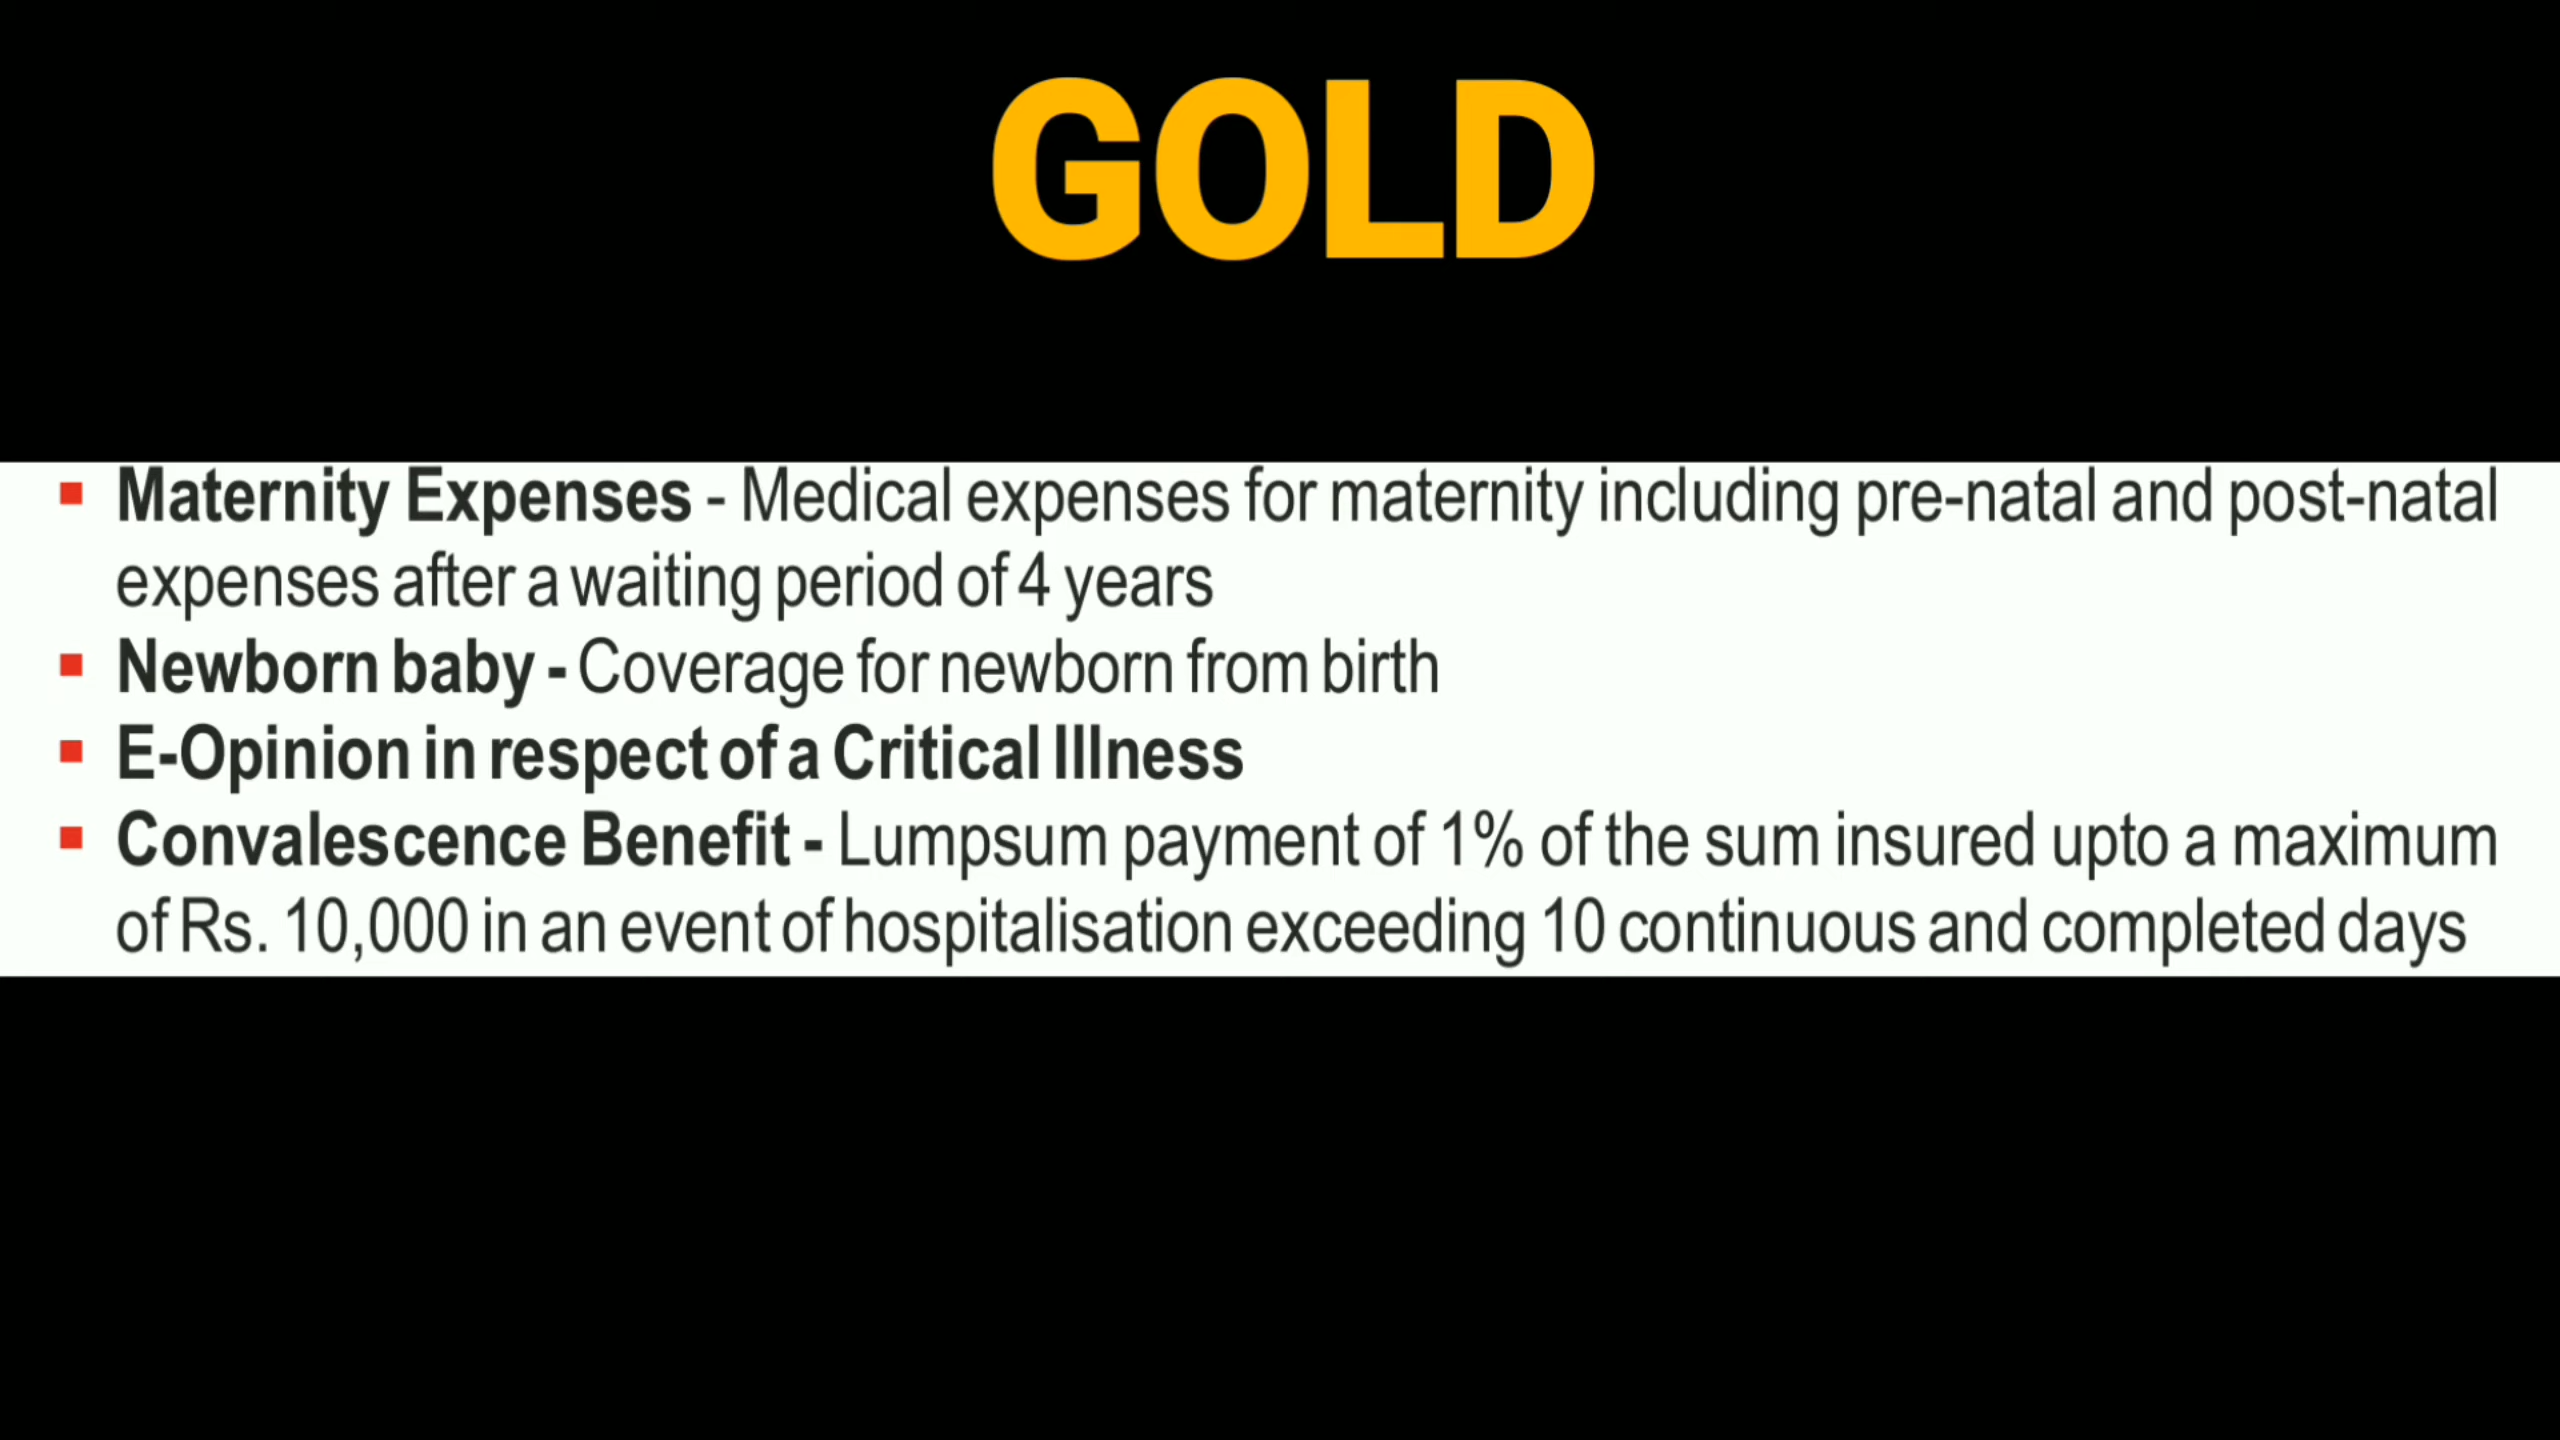 GOLD
▪ Maternity Expenses - Medical expenses for maternity including pre-natal and post-natal
expenses after a waiting period of 4 years
▪ Newborn baby - Coverage for newborn from birth
▪ E-Opinion in respect of a Critical Illness
▪ Convalescence Benefit - Lumpsum payment of 1% of the sum insured upto a maximum
of Rs. 10,000 in an event of hospitalisation exceeding 10 continuous and completed days